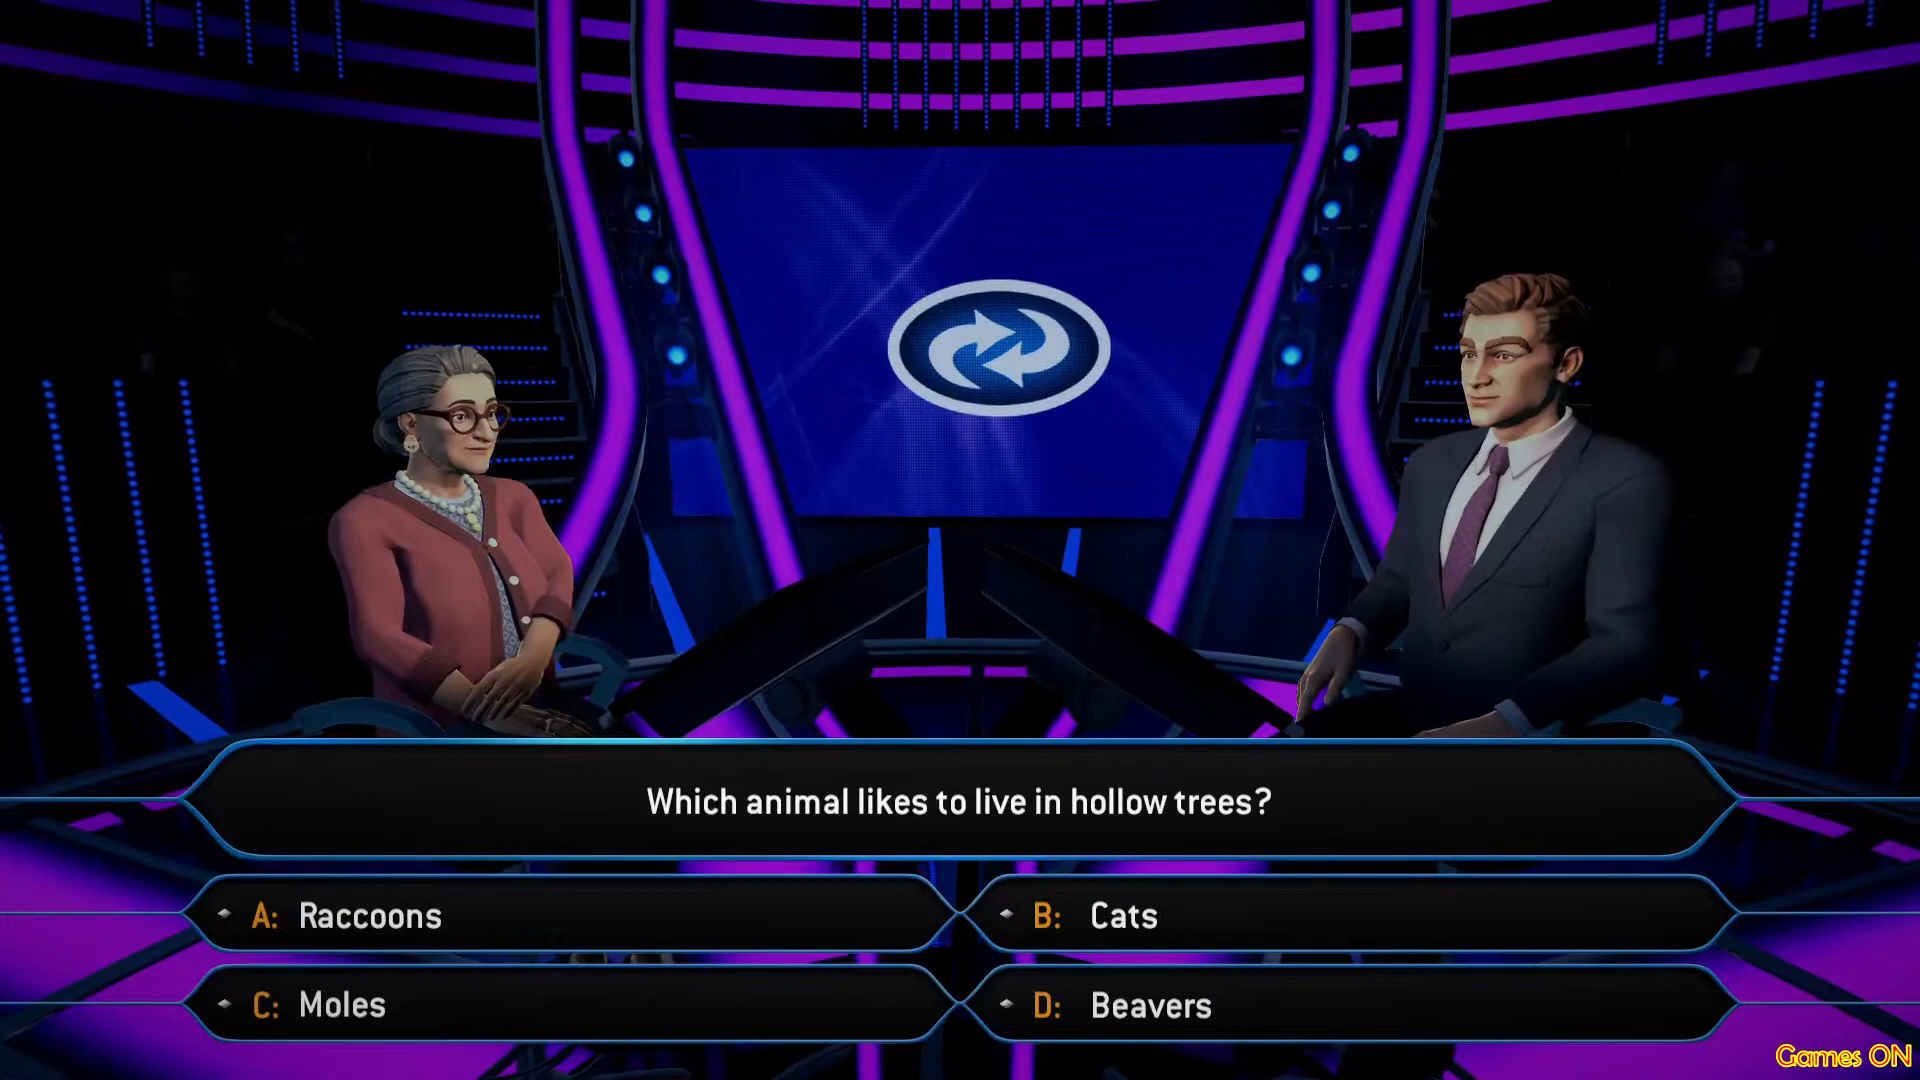 Which animal likes to live in hollow trees?
A: Raccoons
B: Cats
C: Moles
D: Beavers
Games ON